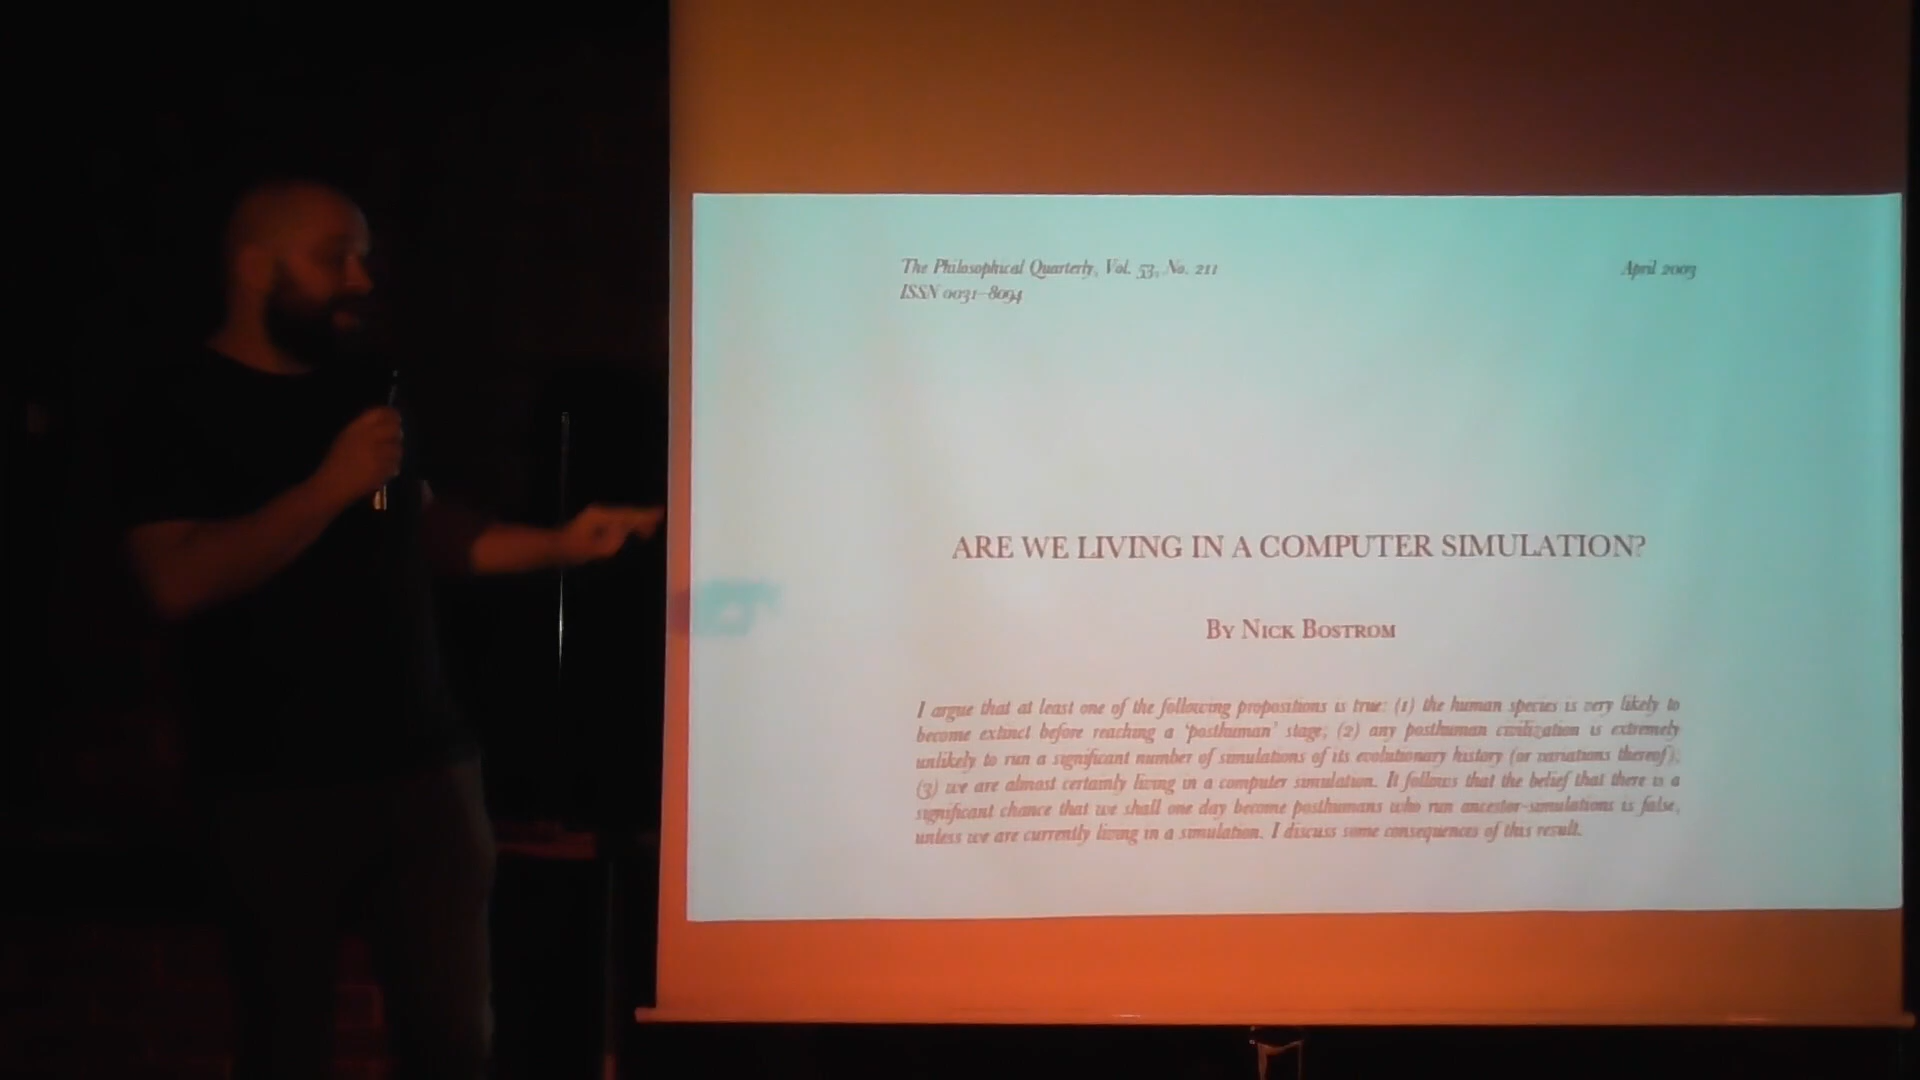 The Philosophical Quarterly, Vol. 53, No. 211
April 2003
ISSN 0031–8094
ARE WE LIVING IN A COMPUTER SIMULATION?
BY NICK BOSTROM
I argue that at least one of the following propositions is true: (1) the human species is very likely to
become extinct before reaching a ‘posthuman’ stage; (2) any posthuman civilization is extremely
unlikely to run a significant number of simulations of its evolutionary history (or variations thereof);
(3) we are almost certainly living in a computer simulation. It follows that the belief that there is a
significant chance that we shall one day become posthumans who run ancestor-simulations is false,
unless we are currently living in a simulation. I discuss some consequences of this result.